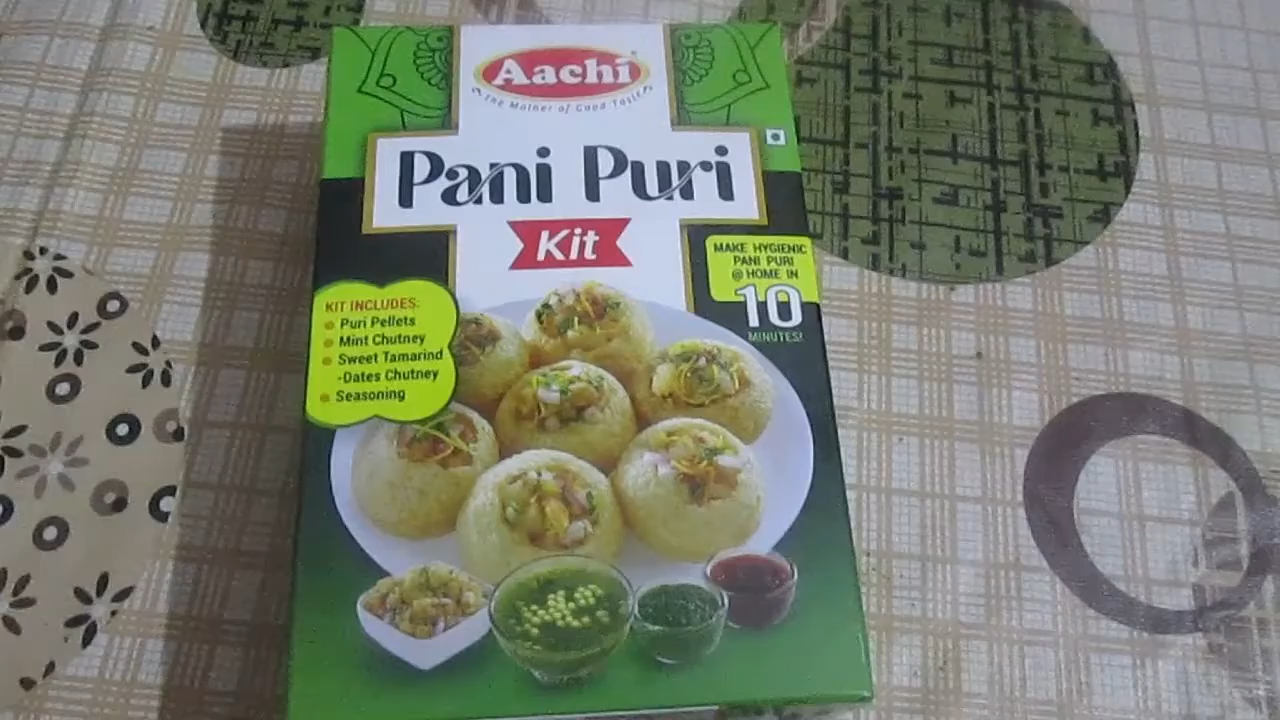 Aachi
The Mother of Good Taste
Pani Puri
Kit
MAKE HYGIENIC
PANI PURI
@ HOME IN
10
MINUTES!
KIT INCLUDES:
Puri Pellets
Mint Chutney
Sweet Tamarind
-Dates Chutney
Seasoning